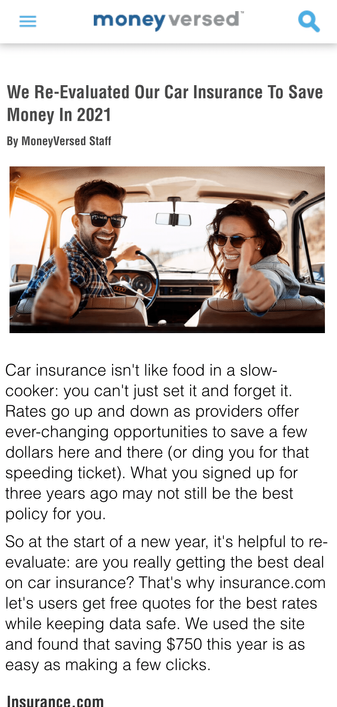 moneyversed™
We Re-Evaluated Our Car Insurance To Save
Money In 2021
By MoneyVersed Staff
Car insurance isn't like food in a slow-
cooker: you can't just set it and forget it.
Rates go up and down as providers offer
ever-changing opportunities to save a few
dollars here and there (or ding you for that
speeding ticket). What you signed up for
three years ago may not still be the best
policy for you.
So at the start of a new year, it's helpful to re-
evaluate: are you really getting the best deal
on car insurance? That's why insurance.com
let's users get free quotes for the best rates
while keeping data safe. We used the site
and found that saving $750 this year is as
easy as making a few clicks.
Insurance.com